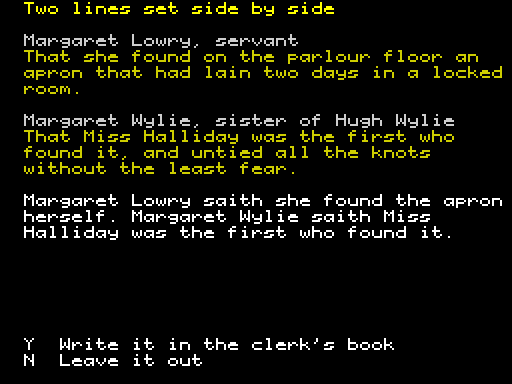 Two lines set side by side
Margaret Lowry, servant
That she found on the parlour floor an
apron that had lain two days in a locked
room.
Margaret Wylie, sister of Hugh Wylie
That Miss Halliday was the first who
found it, and untied all the knots
without the least fear.
Margaret Lowry saith she found the apron
herself. Margaret Wylie saith Miss
Halliday was the first who found it.
Y  Write it in the clerk's book
N  Leave it out